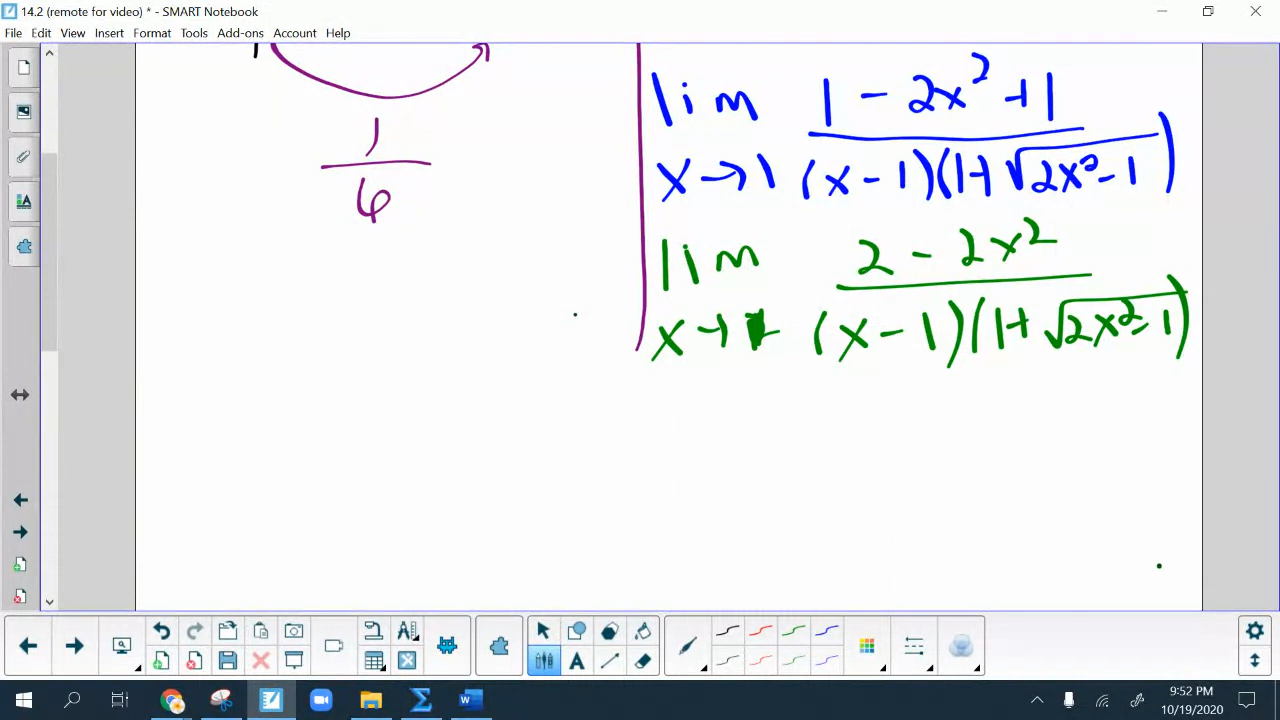 14.2 (remote for video) * - SMART Notebook
File Edit View Insert Format Tools Add-ons Account Help
1
6
lim 1 - 2x² + 1
x→1 (x-1)(1+√2x²-1)
lim 2 - 2x²
x→1 (x-1)(1+√2x²-1)
9:52 PM
10/19/2020